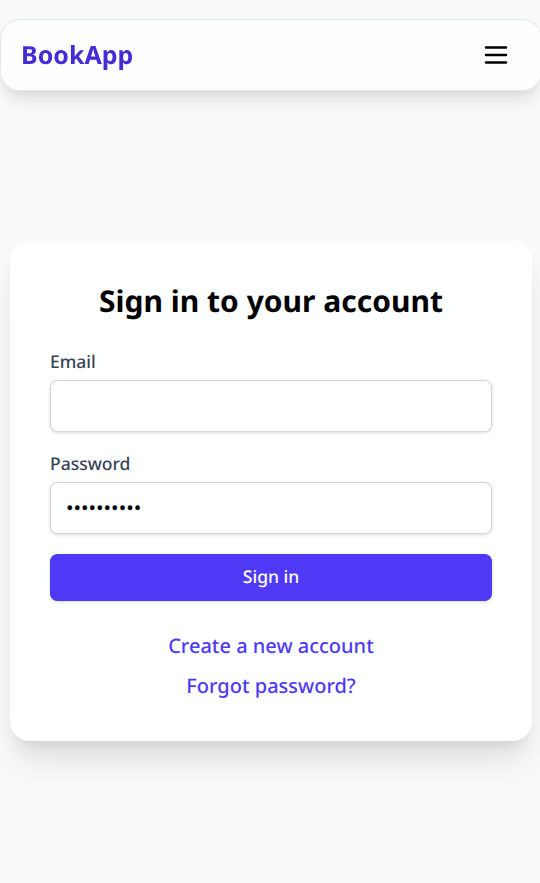 BookApp
Sign in to your account
Email
Password
••••••••••
Sign in
Create a new account
Forgot password?